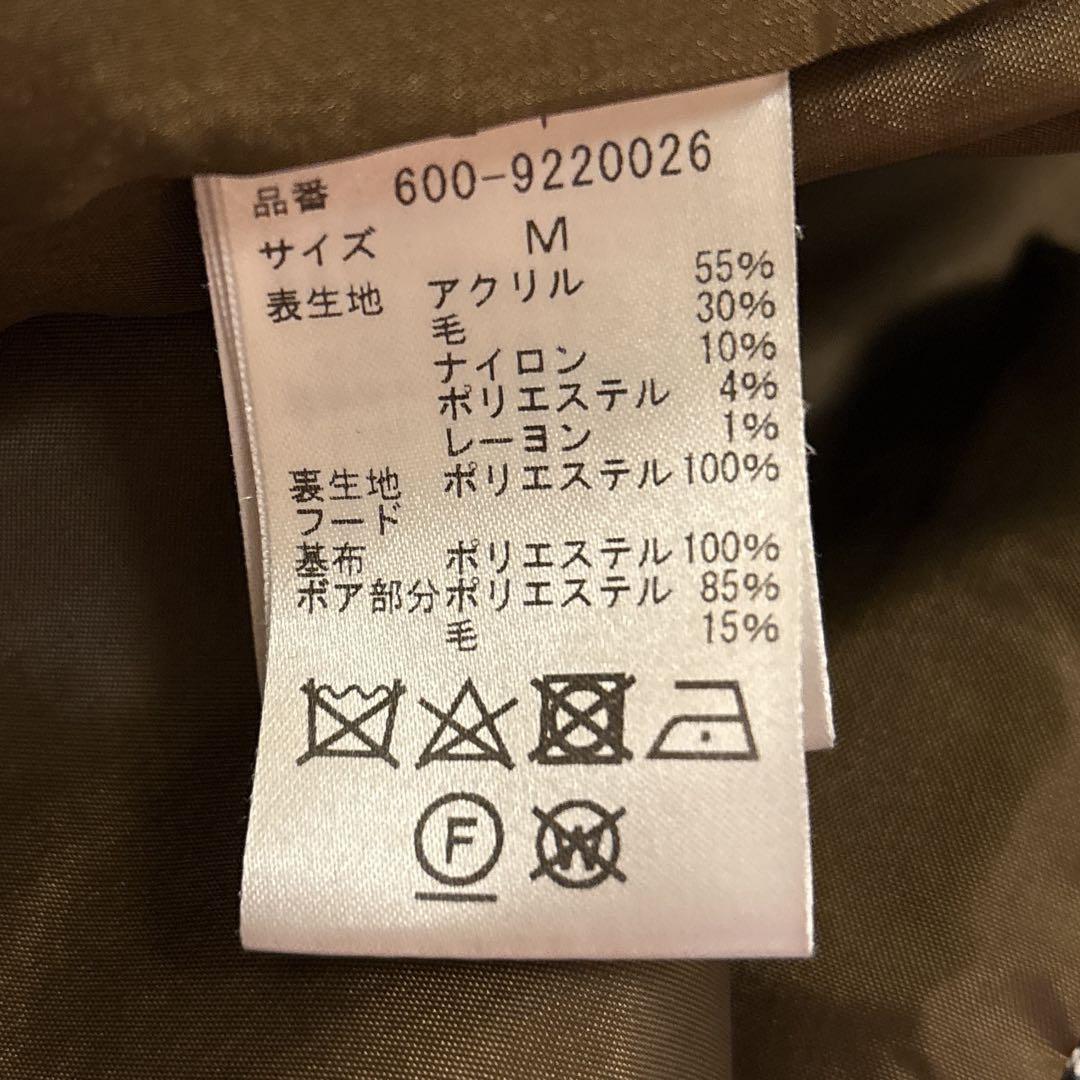 品番 600-9220026
サイズ M
表生地 アクリル 55%
毛 30%
ナイロン 10%
ポリエステル 4%
レーヨン 1%
裏生地 ポリエステル 100%
フード
基布 ポリエステル 100%
ボア部分 ポリエステル 85%
毛 15%
F W